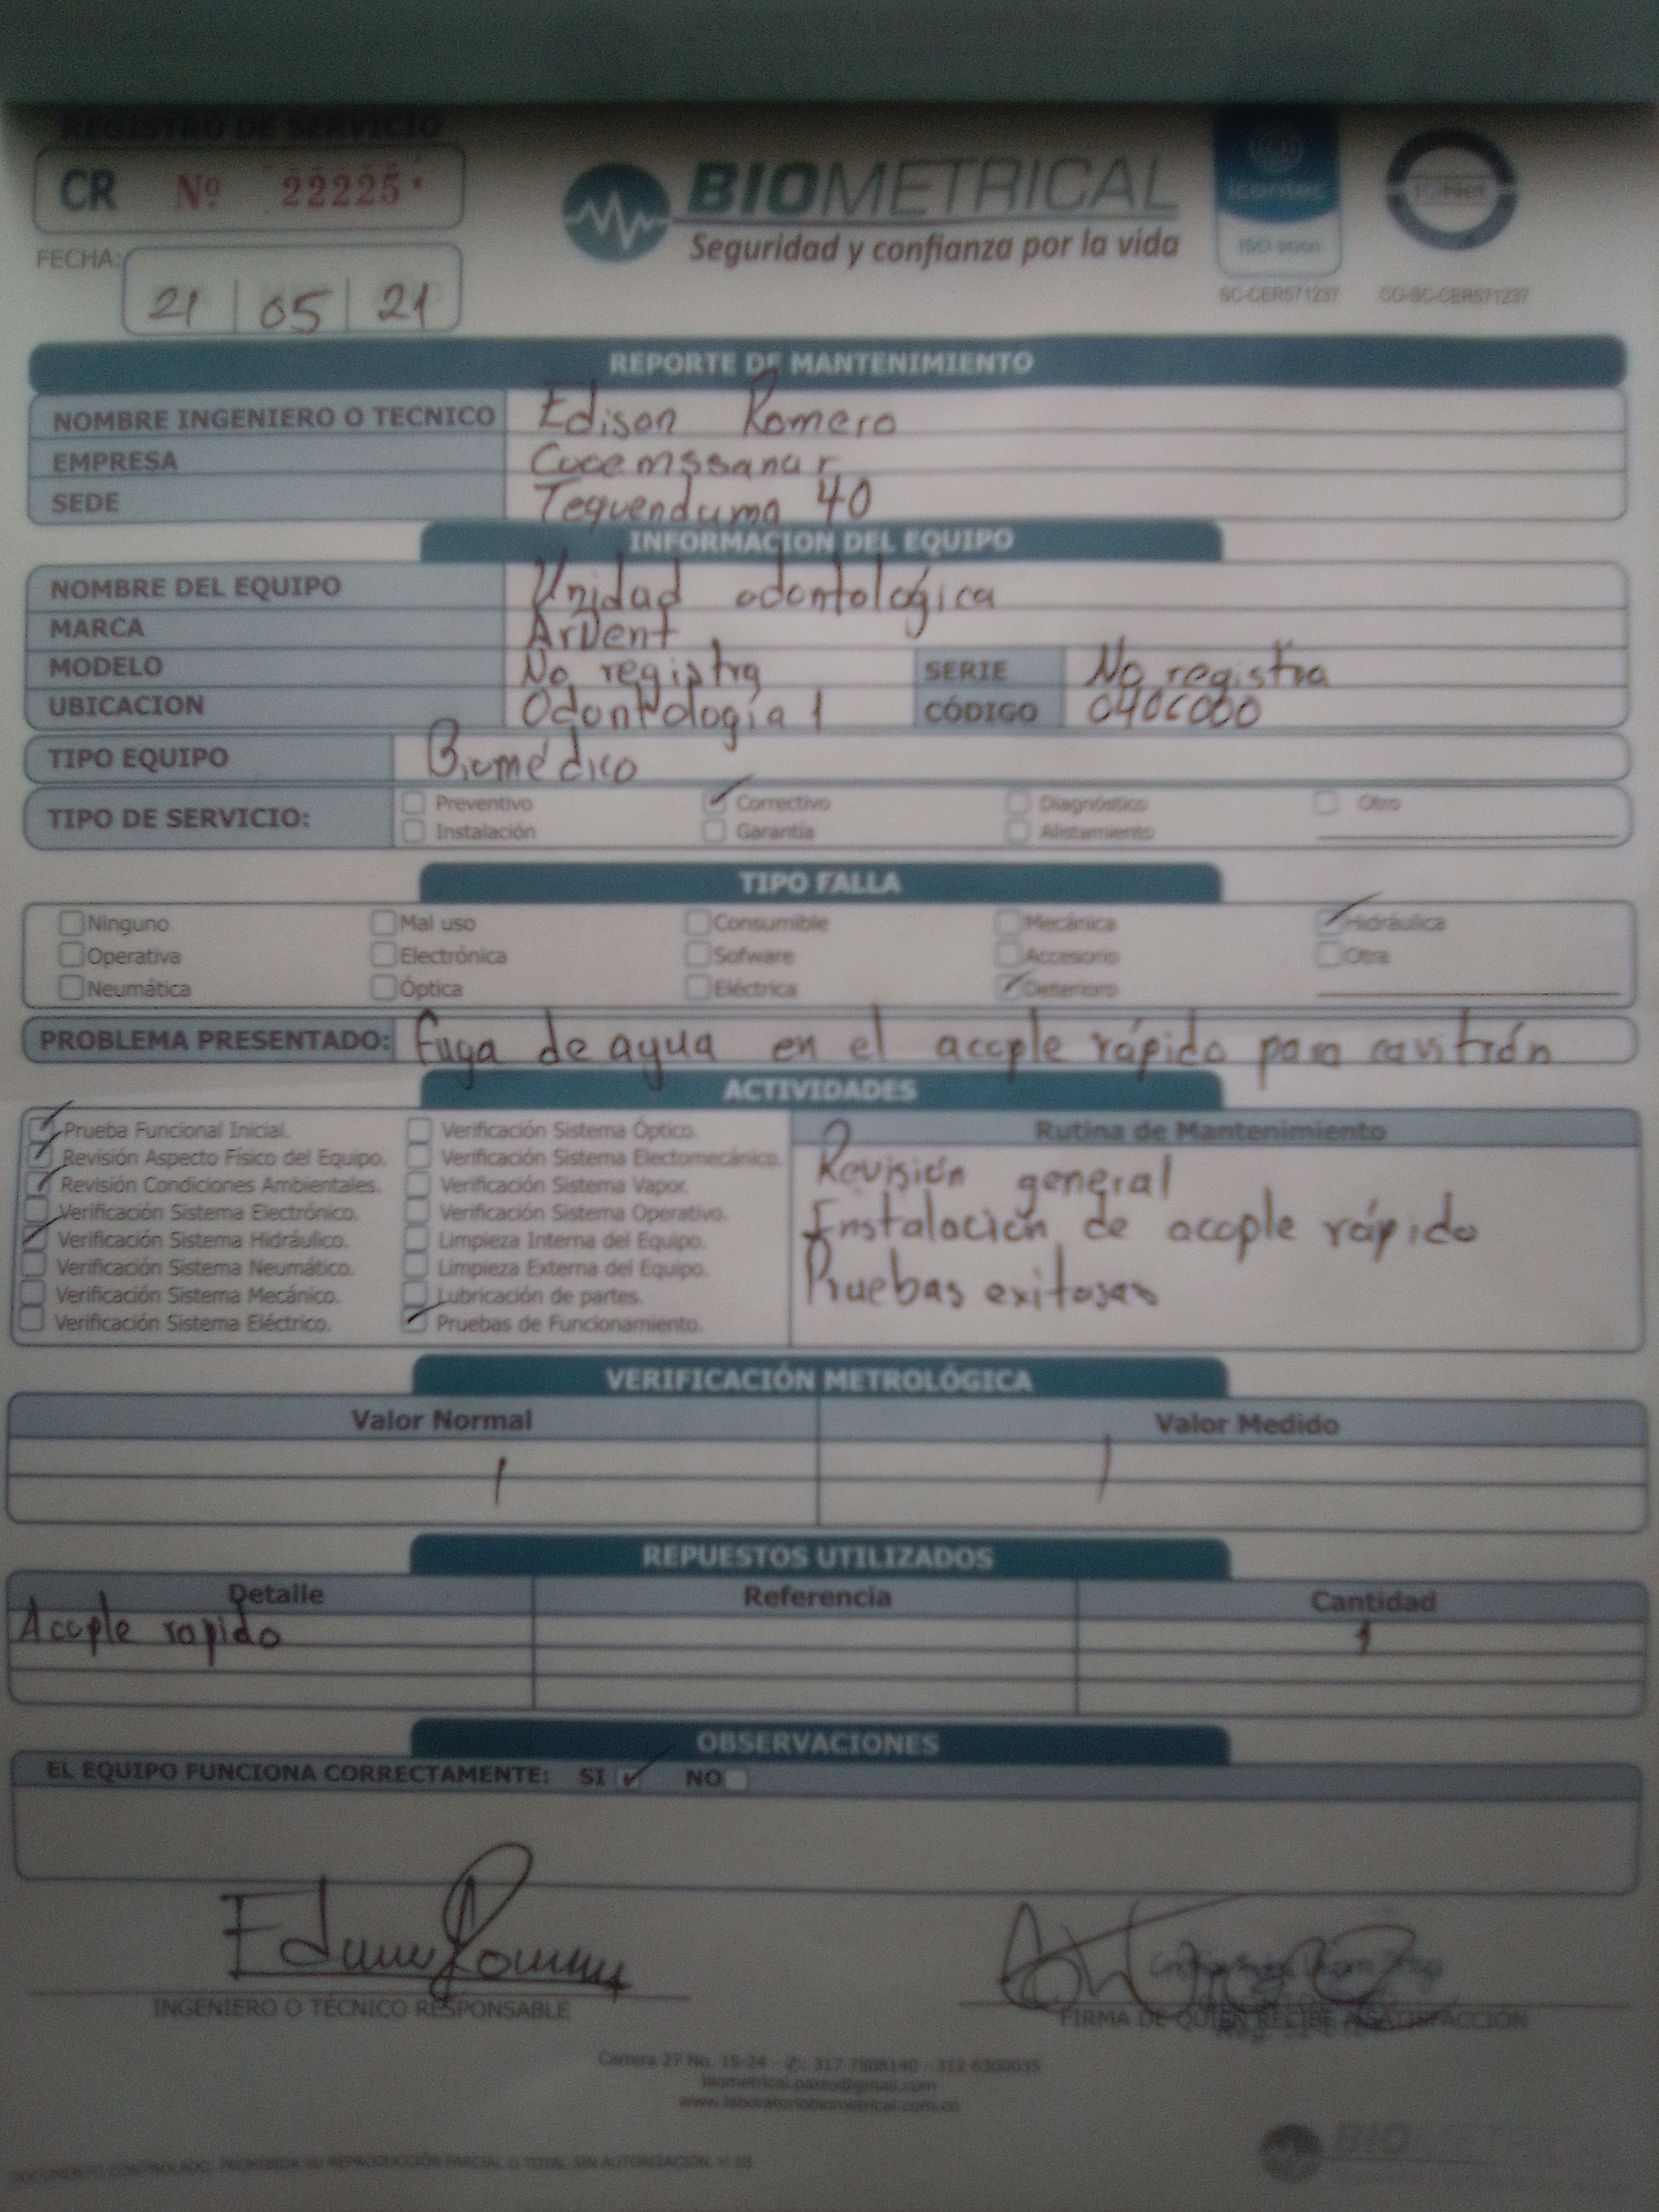 REGISTRO DE SERVICIO
CR Nº 22225
FECHA:
21 | 05 | 21
BIOMETRICAL
Seguridad y confianza por la vida
icontec
ISO 9001
SC-CER571237
IQNet
CO-SC-CER571237
REPORTE DE MANTENIMIENTO
NOMBRE INGENIERO O TECNICO Edison Romero
EMPRESA Cocemssanar
SEDE Tequendama 40
INFORMACION DEL EQUIPO
NOMBRE DEL EQUIPO Unidad odontológica
MARCA ArDent
MODELO No registra SERIE No registra
UBICACION Odontología 1 CÓDIGO
TIPO EQUIPO Biomédico
TIPO DE SERVICIO:
Preventivo Correctivo Diagnóstico Otro
Instalación Garantía Alistamiento
TIPO FALLA
Ninguno Mal uso Consumible Mecánica Hidráulica
Operativa Electrónica Sofware Accesorio Otra
Neumática Óptica Eléctrica Deterioro
PROBLEMA PRESENTADO: Fuga de agua en el acople rápido para cavitrón
ACTIVIDADES
Prueba Funcional Inicial. Verificación Sistema Óptico. Rutina de Mantenimiento
Revisión Aspecto Físico del Equipo. Verificación Sistema Electomecánico. Revisión general
Revisión Condiciones Ambientales. Verificación Sistema Vapor.
Verificación Sistema Electrónico. Verificación Sistema Operativo. Instalación de acople rápido
Verificación Sistema Hidráulico. Limpieza Interna del Equipo.
Verificación Sistema Neumático. Limpieza Externa del Equipo. Pruebas exitosas
Verificación Sistema Mecánico. Lubricación de partes.
Verificación Sistema Eléctrico. Pruebas de Funcionamiento.
VERIFICACIÓN METROLÓGICA
Valor Normal Valor Medido
/ /
REPUESTOS UTILIZADOS
Detalle Referencia Cantidad
Acople rapido 1
OBSERVACIONES
EL EQUIPO FUNCIONA CORRECTAMENTE: SI NO
INGENIERO O TÉCNICO RESPONSABLE
FIRMA DE QUIEN RECIBE A SATISFACCIÓN
Carrera 27 No. 15-24
biometrical.pasto@gmail.com
www.laboratoriobiometrical.com.co
DOCUMENTO CONTROLADO. PROHIBIDA SU REPRODUCCIÓN PARCIAL O TOTAL SIN AUTORIZACIÓN. V. 03
BIOMETRICAL